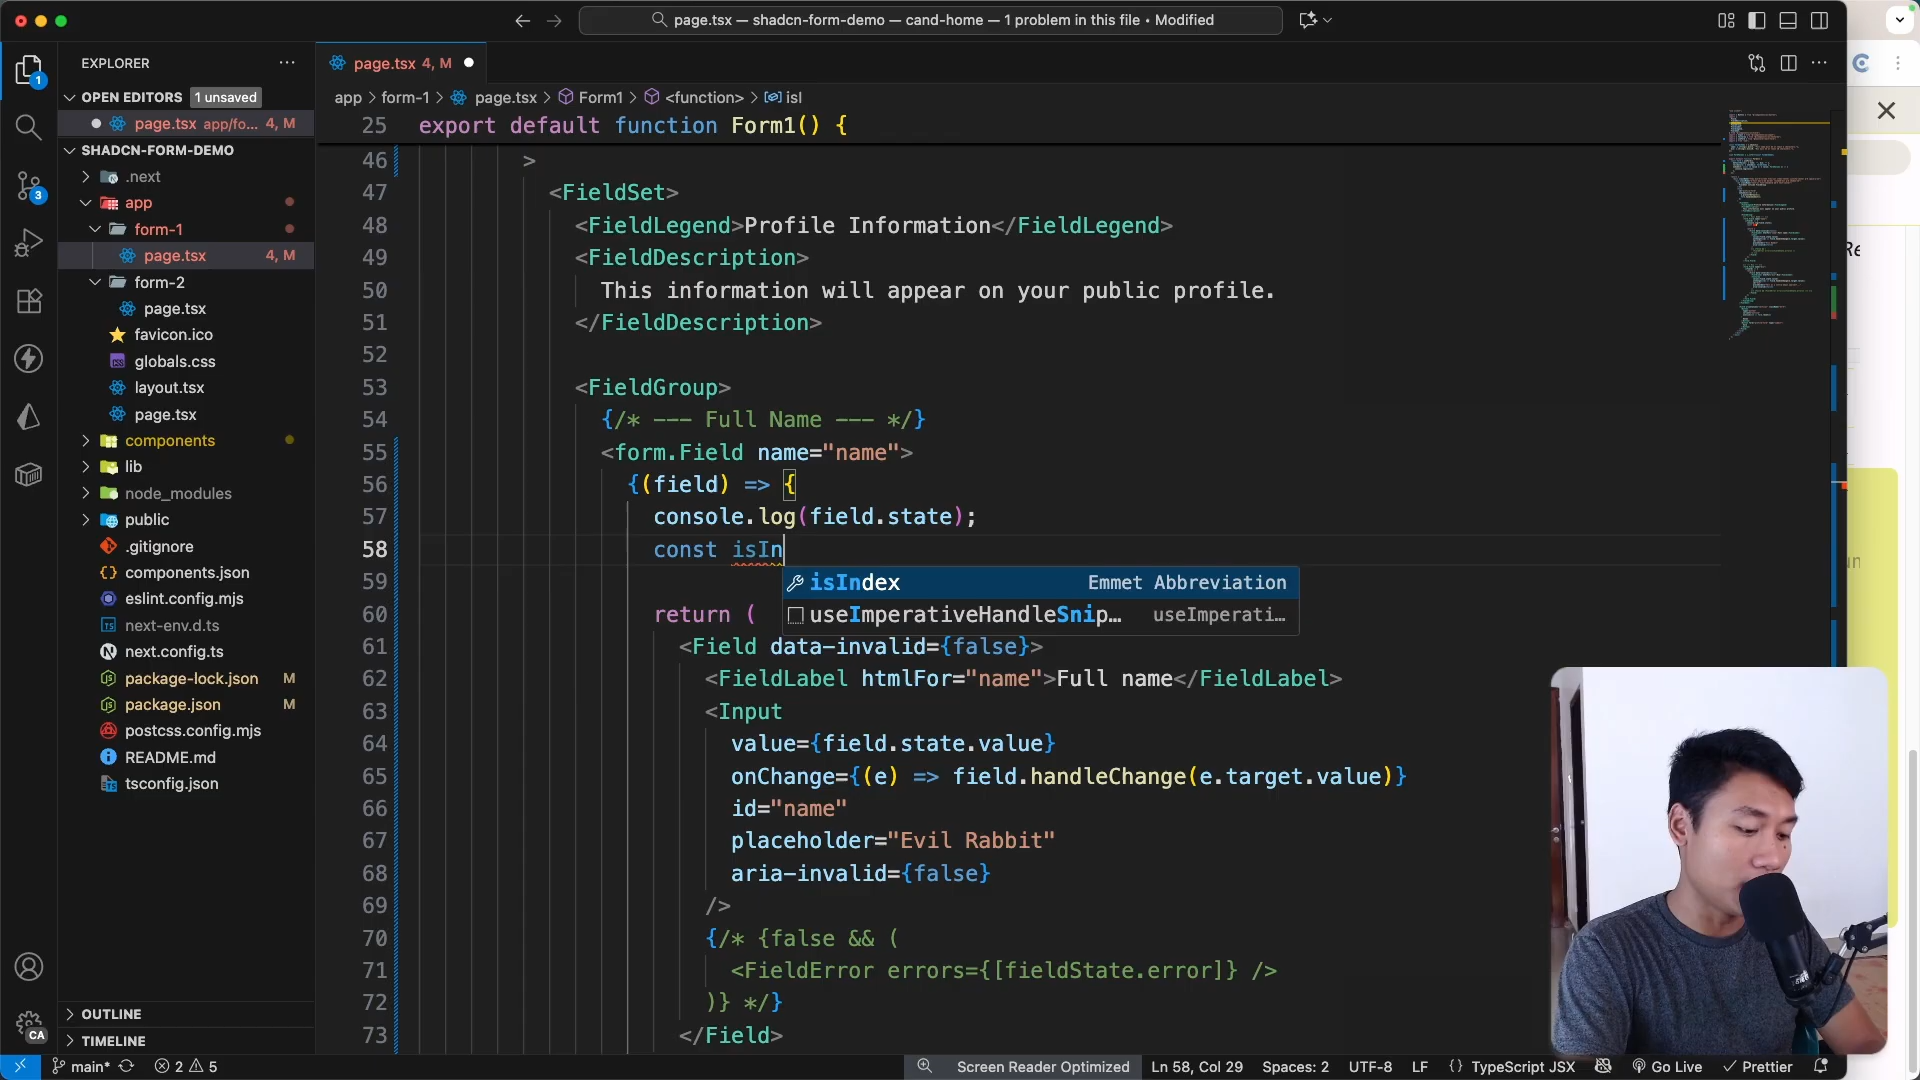 page.tsx — shadcn-form-demo — cand-home — 1 problem in this file • Modified
EXPLORER
OPEN EDITORS 1 unsaved
page.tsx app/fo... 4, M
SHADCN-FORM-DEMO
.next
app
form-1
page.tsx 4, M
form-2
page.tsx
favicon.ico
globals.css
layout.tsx
page.tsx
components
lib
node_modules
public
.gitignore
components.json
eslint.config.mjs
next-env.d.ts
next.config.ts
package-lock.json M
package.json M
postcss.config.mjs
README.md
tsconfig.json
OUTLINE
TIMELINE
1
3
CA
page.tsx 4, M
app > form-1 > page.tsx > Form1 > <function> > isI
25 export default function Form1() {
46 >
47 <FieldSet>
48 <FieldLegend>Profile Information</FieldLegend>
49 <FieldDescription>
50 This information will appear on your public profile.
51 </FieldDescription>
52
53 <FieldGroup>
54 {/* --- Full Name --- */}
55 <form.Field name="name">
56 {(field) => {
57 console.log(field.state);
58 const isIn
isIndex Emmet Abbreviation
useImperativeHandleSnip… useImperati…
59
60 return (
61 <Field data-invalid={false}>
62 <FieldLabel htmlFor="name">Full name</FieldLabel>
63 <Input
64 value={field.state.value}
65 onChange={(e) => field.handleChange(e.target.value)}
66 id="name"
67 placeholder="Evil Rabbit"
68 aria-invalid={false}
69 />
70 {/* {false && (
71 <FieldError errors={[fieldState.error]} />
72 )} */}
73 </Field>
main* 2 5
Screen Reader Optimized Ln 58, Col 29 Spaces: 2 UTF-8 LF {} TypeScript JSX Go Live Prettier